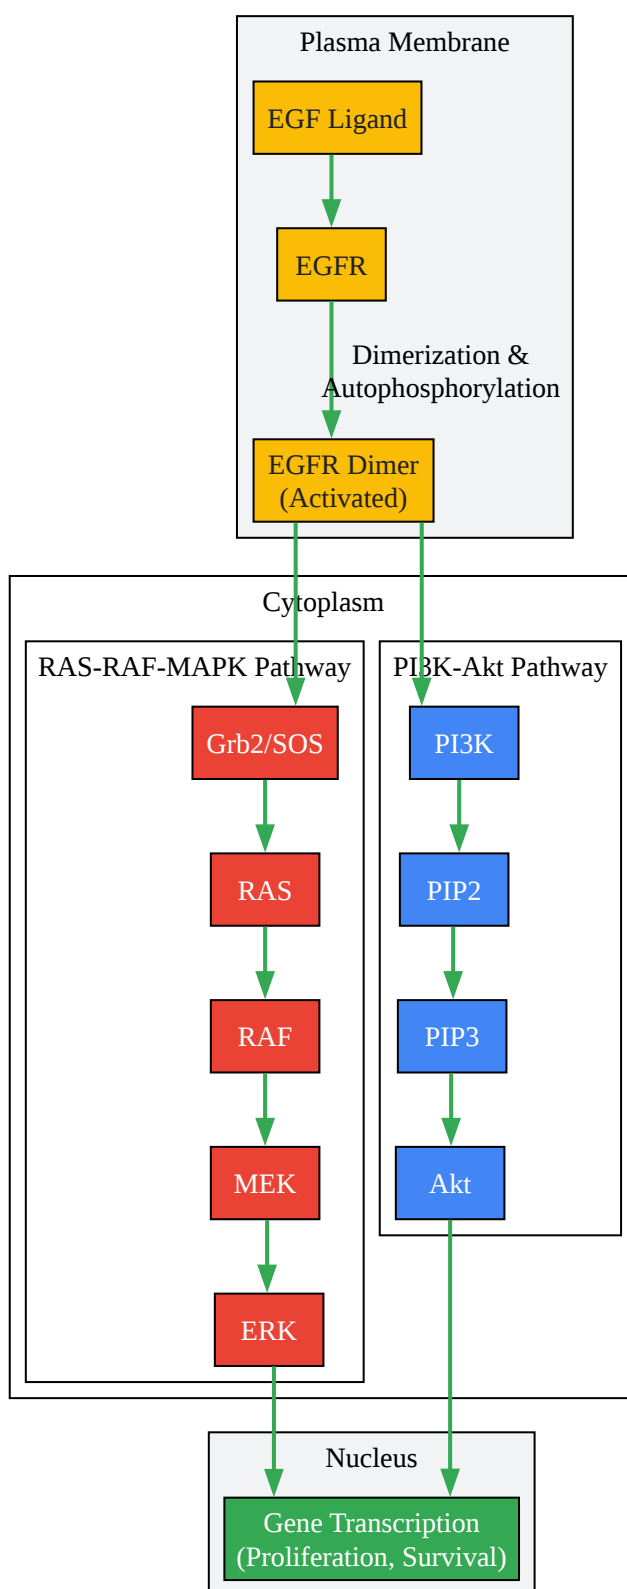 Plasma Membrane
EGF Ligand
EGFR
Dimerization &
Autophosphorylation
EGFR Dimer
(Activated)
Cytoplasm
RAS-RAF-MAPK Pathway
PI3K-Akt Pathway
Grb2/SOS
PI3K
RAS
PIP2
RAF
PIP3
MEK
Akt
ERK
Nucleus
Gene Transcription
(Proliferation, Survival)